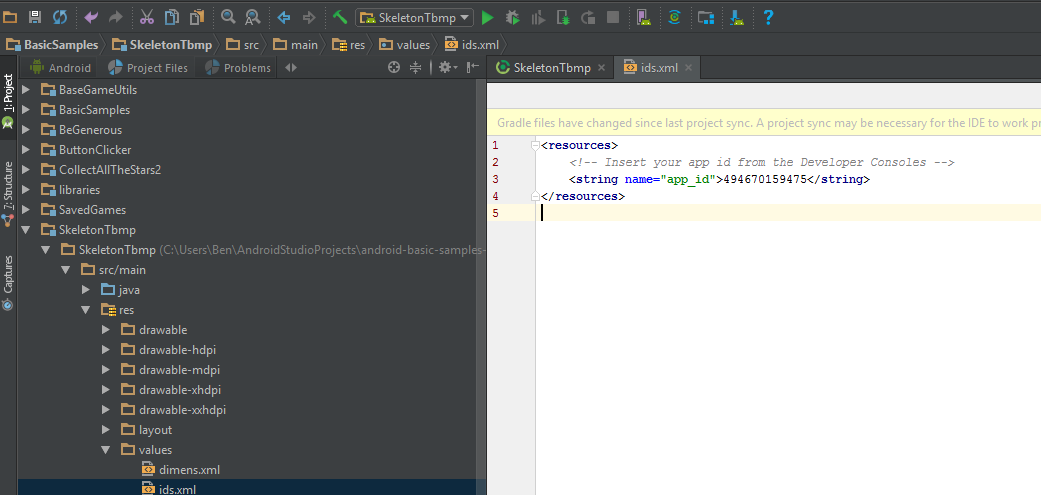 SkeletonTbmp
BasicSamples SkeletonTbmp src main res values ids.xml
Android Project Files Problems
SkeletonTbmp ids.xml
1: Project
7: Structure
Captures
BaseGameUtils
BasicSamples
BeGenerous
ButtonClicker
CollectAllTheStars2
libraries
SavedGames
SkeletonTbmp
SkeletonTbmp (C:\Users\Ben\AndroidStudioProjects\android-basic-samples-
src/main
java
res
drawable
drawable-hdpi
drawable-mdpi
drawable-xhdpi
drawable-xxhdpi
layout
values
dimens.xml
ids.xml
Gradle files have changed since last project sync. A project sync may be necessary for the IDE to work pr
1 <resources>
2 <!-- Insert your app id from the Developer Consoles -->
3 <string name="app_id">494670159475</string>
4 </resources>
5